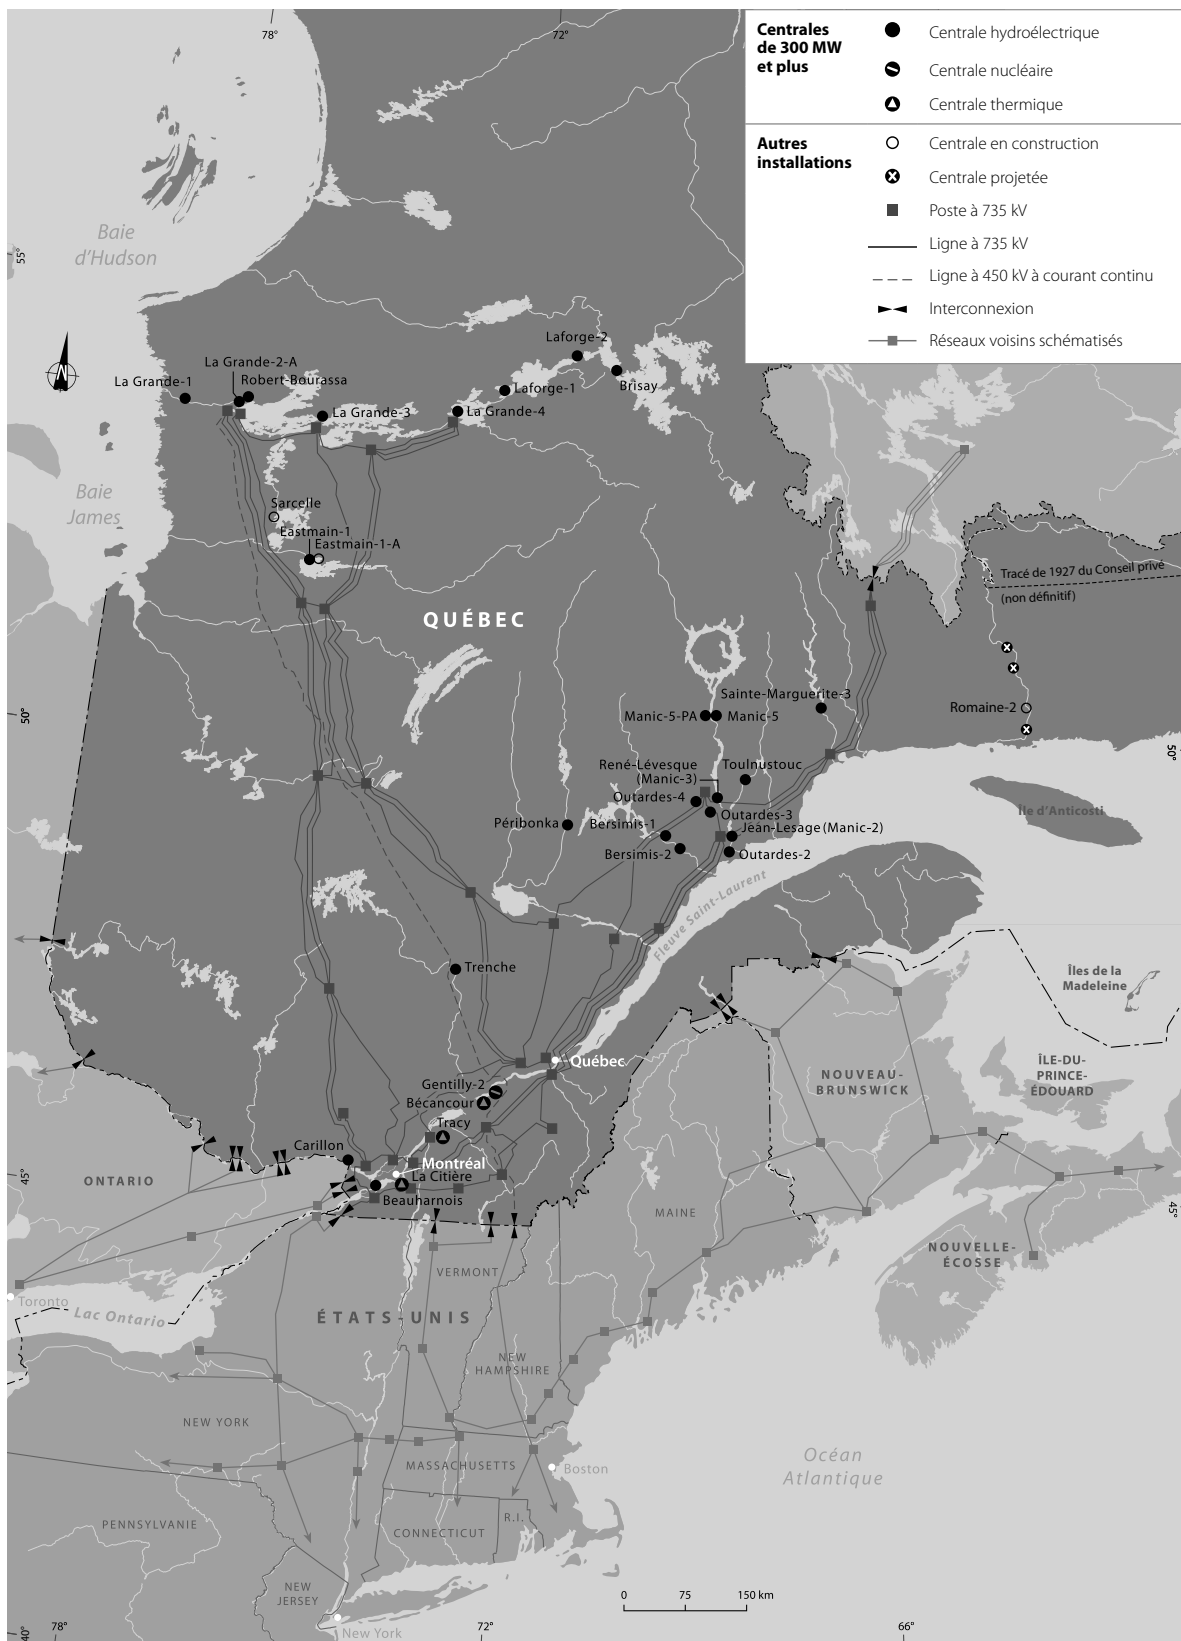 78°
72°
Centrales
de 300 MW
et plus
Centrale hydroélectrique
Centrale nucléaire
Centrale thermique
Autres
installations
Centrale en construction
Centrale projetée
Poste à 735 kV
Ligne à 735 kV
Ligne à 450 kV à courant continu
Interconnexion
Réseaux voisins schématisés
Baie
d'Hudson
55°
N
Laforge-2
La Grande-2-A
Robert-Bourassa
La Grande-1
Brisay
Laforge-1
La Grande-3
La Grande-4
Baie
James
Sarcelle
Eastmain-1
Eastmain-1-A
Tracé de 1927 du Conseil privé
(non définitif)
QUÉBEC
Sainte-Marguerite-3
Romaine-2
50°
Manic-5-PA
Manic-5
50°
René-Lévesque
(Manic-3)
Toulnustouc
Outardes-4
Île d'Anticosti
Outardes-3
Péribonka
Bersimis-1
Jean-Lesage (Manic-2)
Bersimis-2
Outardes-2
Fleuve Saint-Laurent
Trenche
Îles de la
Madeleine
Québec
Gentilly-2
Bécancour
NOUVEAU-
BRUNSWICK
ÎLE-DU-
PRINCE-
ÉDOUARD
Tracy
Carillon
Montréal
La Citière
Beauharnois
45°
ONTARIO
MAINE
45°
NOUVELLE-
ÉCOSSE
VERMONT
Toronto
Lac Ontario
ÉTATS-UNIS
NEW
HAMPSHIRE
NEW YORK
MASSACHUSETTS
Boston
Océan
Atlantique
PENNSYLVANIE
CONNECTICUT
R.I.
NEW
JERSEY
0 75 150 km
New York
40°
78°
72°
66°